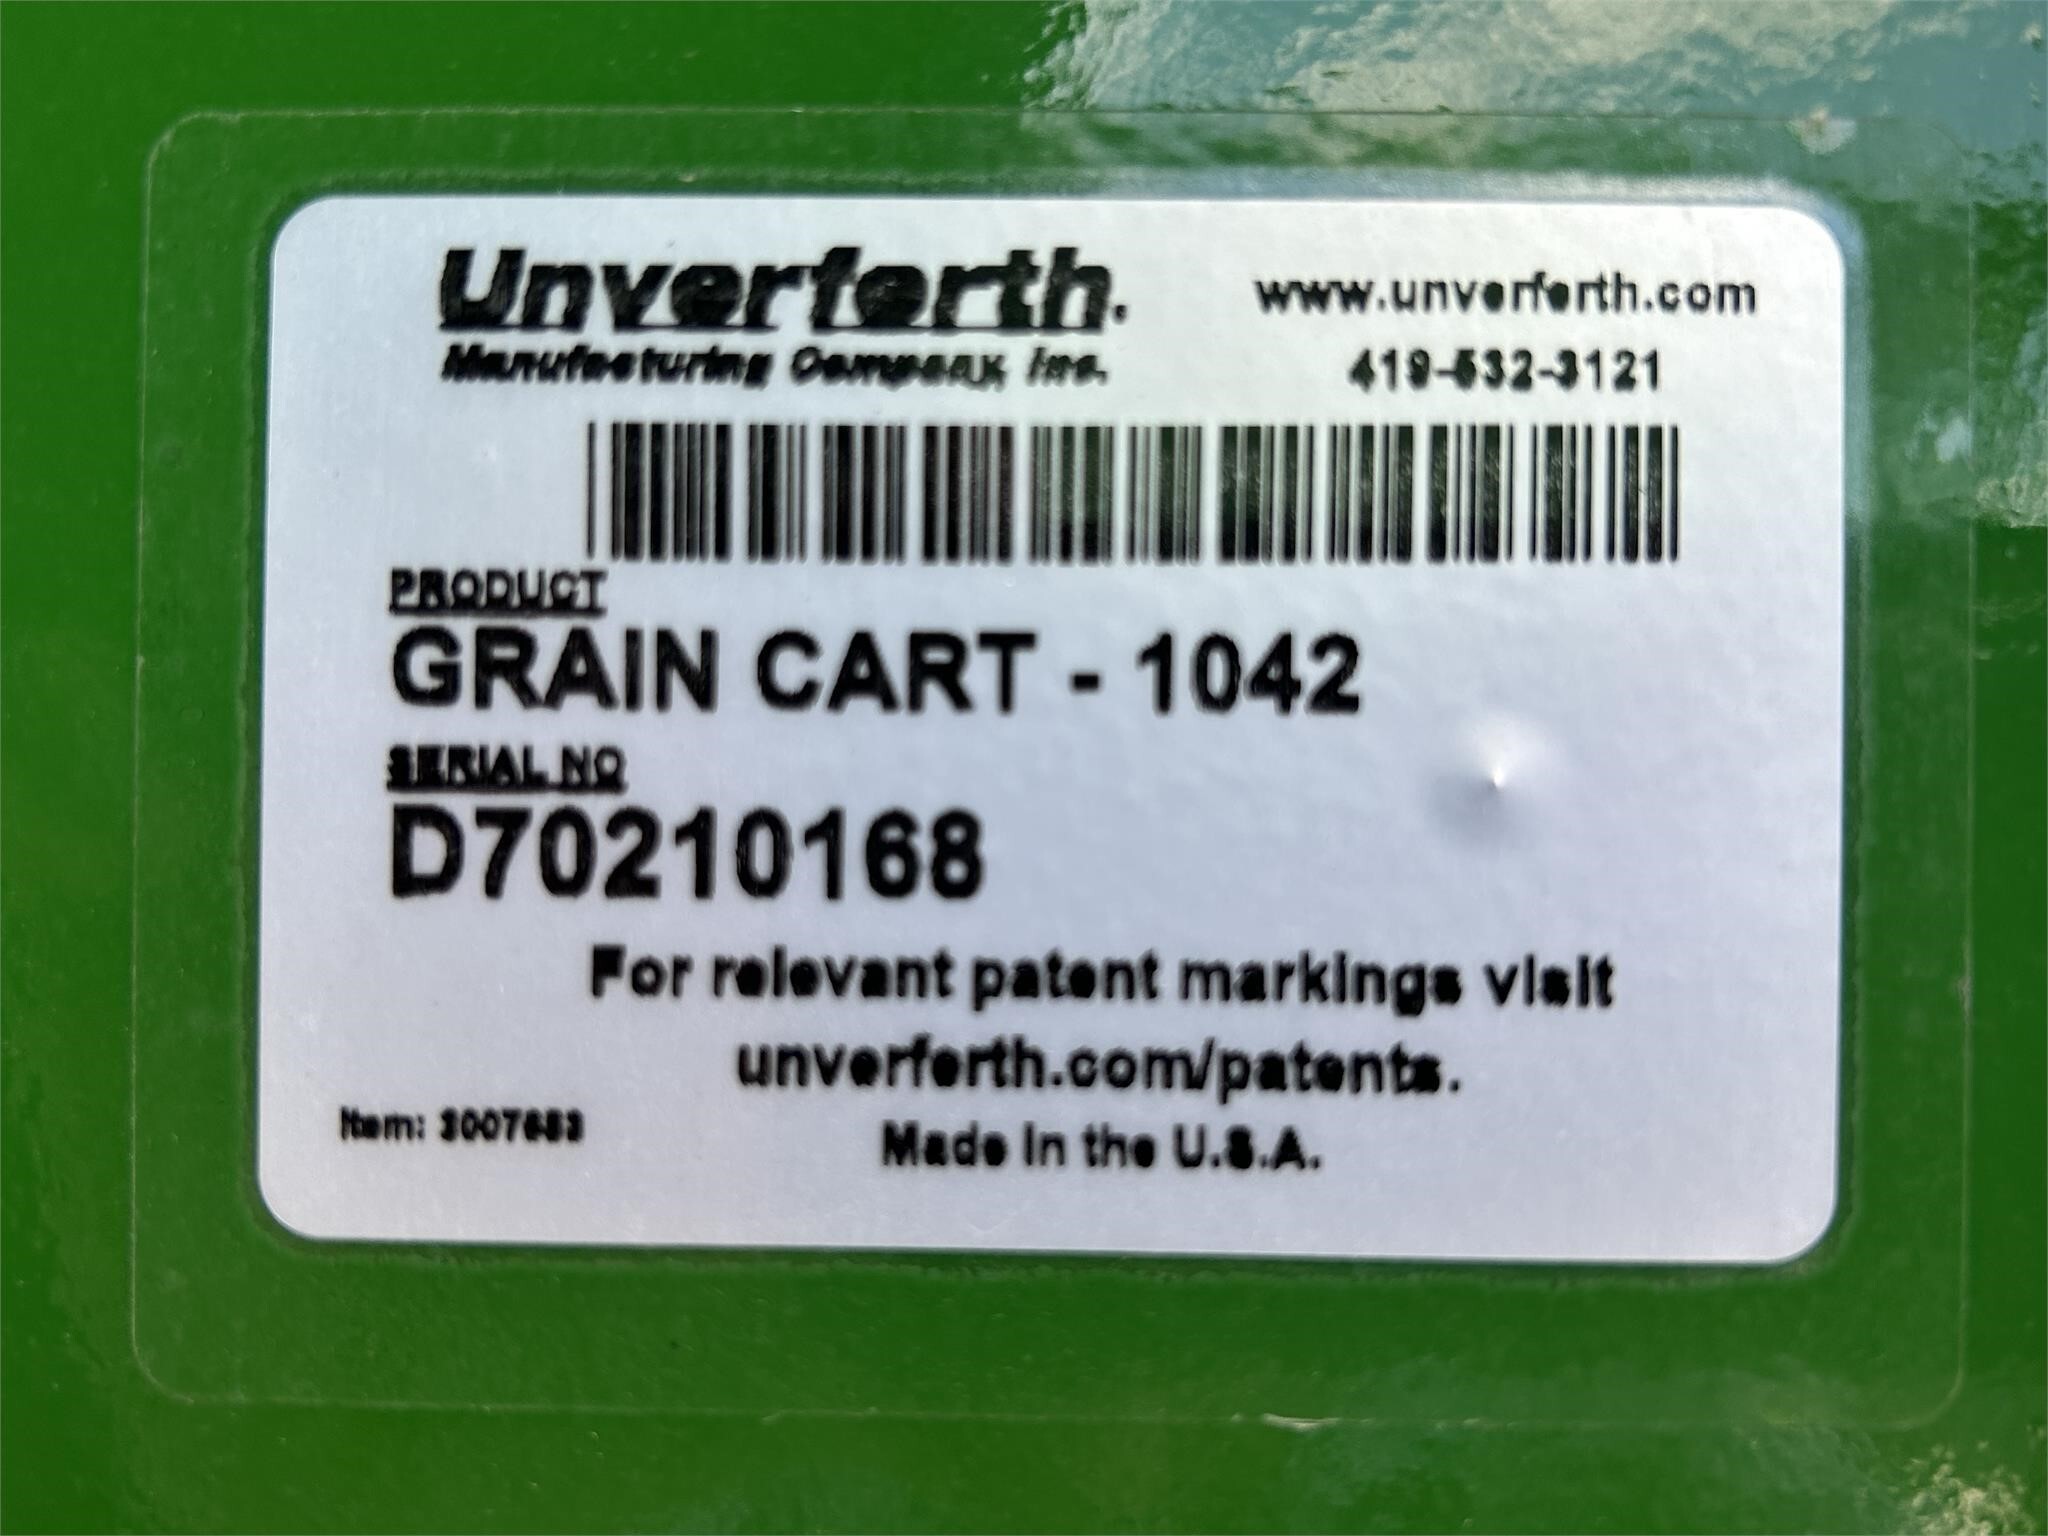 Unverferth.
Manufacturing Company, Inc.
www.unverferth.com
419-532-3121
PRODUCT
GRAIN CART - 1042
SERIAL NO
D70210168
For relevant patent markings visit
unverferth.com/patents.
Item:
Made in the U.S.A.